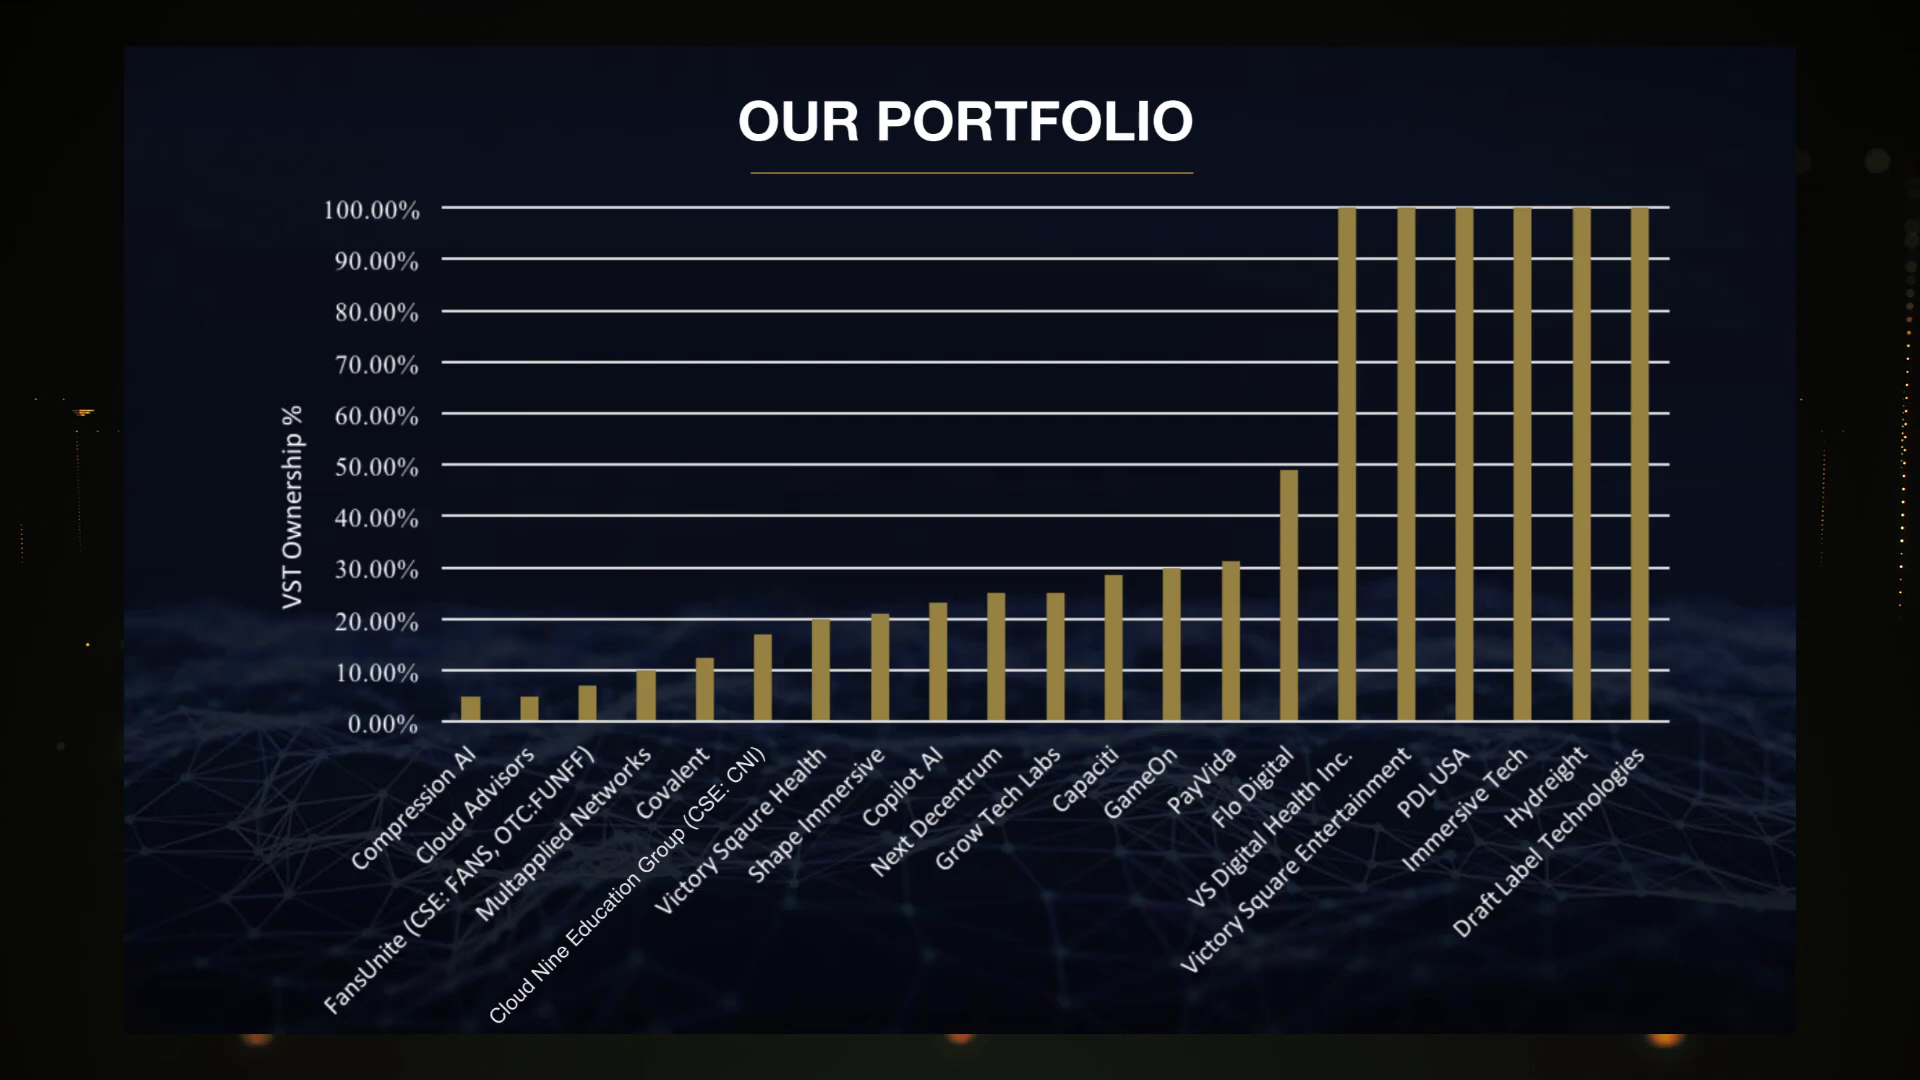 OUR PORTFOLIO
100.00%
90.00%
80.00%
70.00%
60.00%
50.00%
40.00%
30.00%
20.00%
10.00%
0.00%
VST Ownership %
Compression AI
Cloud Advisors
FansUnite (CSE: FANS, OTC:FUNFF)
Multapplied Networks
Covalent
Cloud Nine Education Group (CSE: CNI)
Victory Sqaure Health
Shape Immersive
Copilot AI
Next Decentrum
Grow Tech Labs
Capaciti
GameOn
PayVida
Flo Digital
VS Digital Health Inc.
Victory Square Entertainment
PDL USA
Immersive Tech
Hydreight
Draft Label Technologies